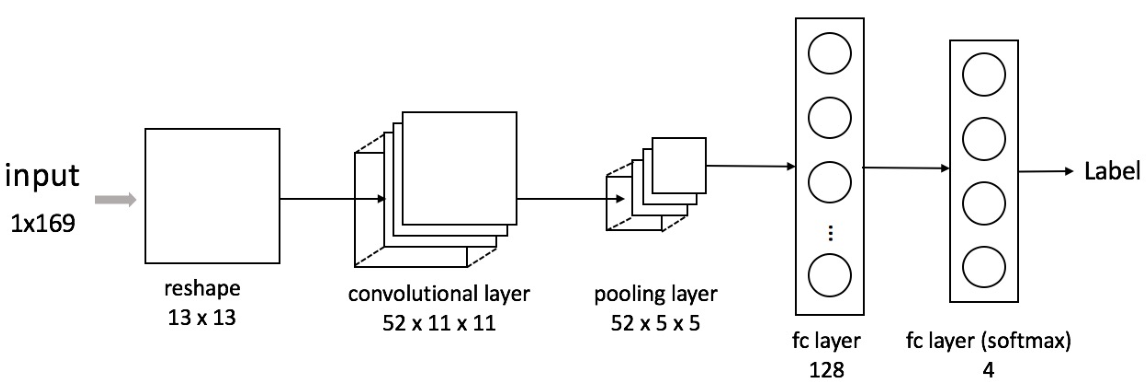 input
1x169
reshape
13 x 13
convolutional layer
52 x 11 x 11
pooling layer
52 x 5 x 5
...
fc layer
128
fc layer (softmax)
4
Label